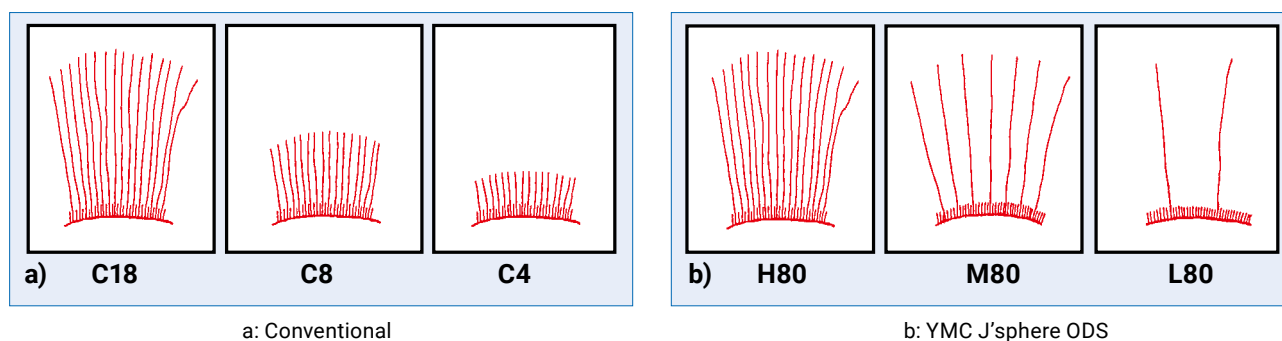 a) C18 C8 C4
b) H80 M80 L80
a: Conventional
b: YMC J'sphere ODS